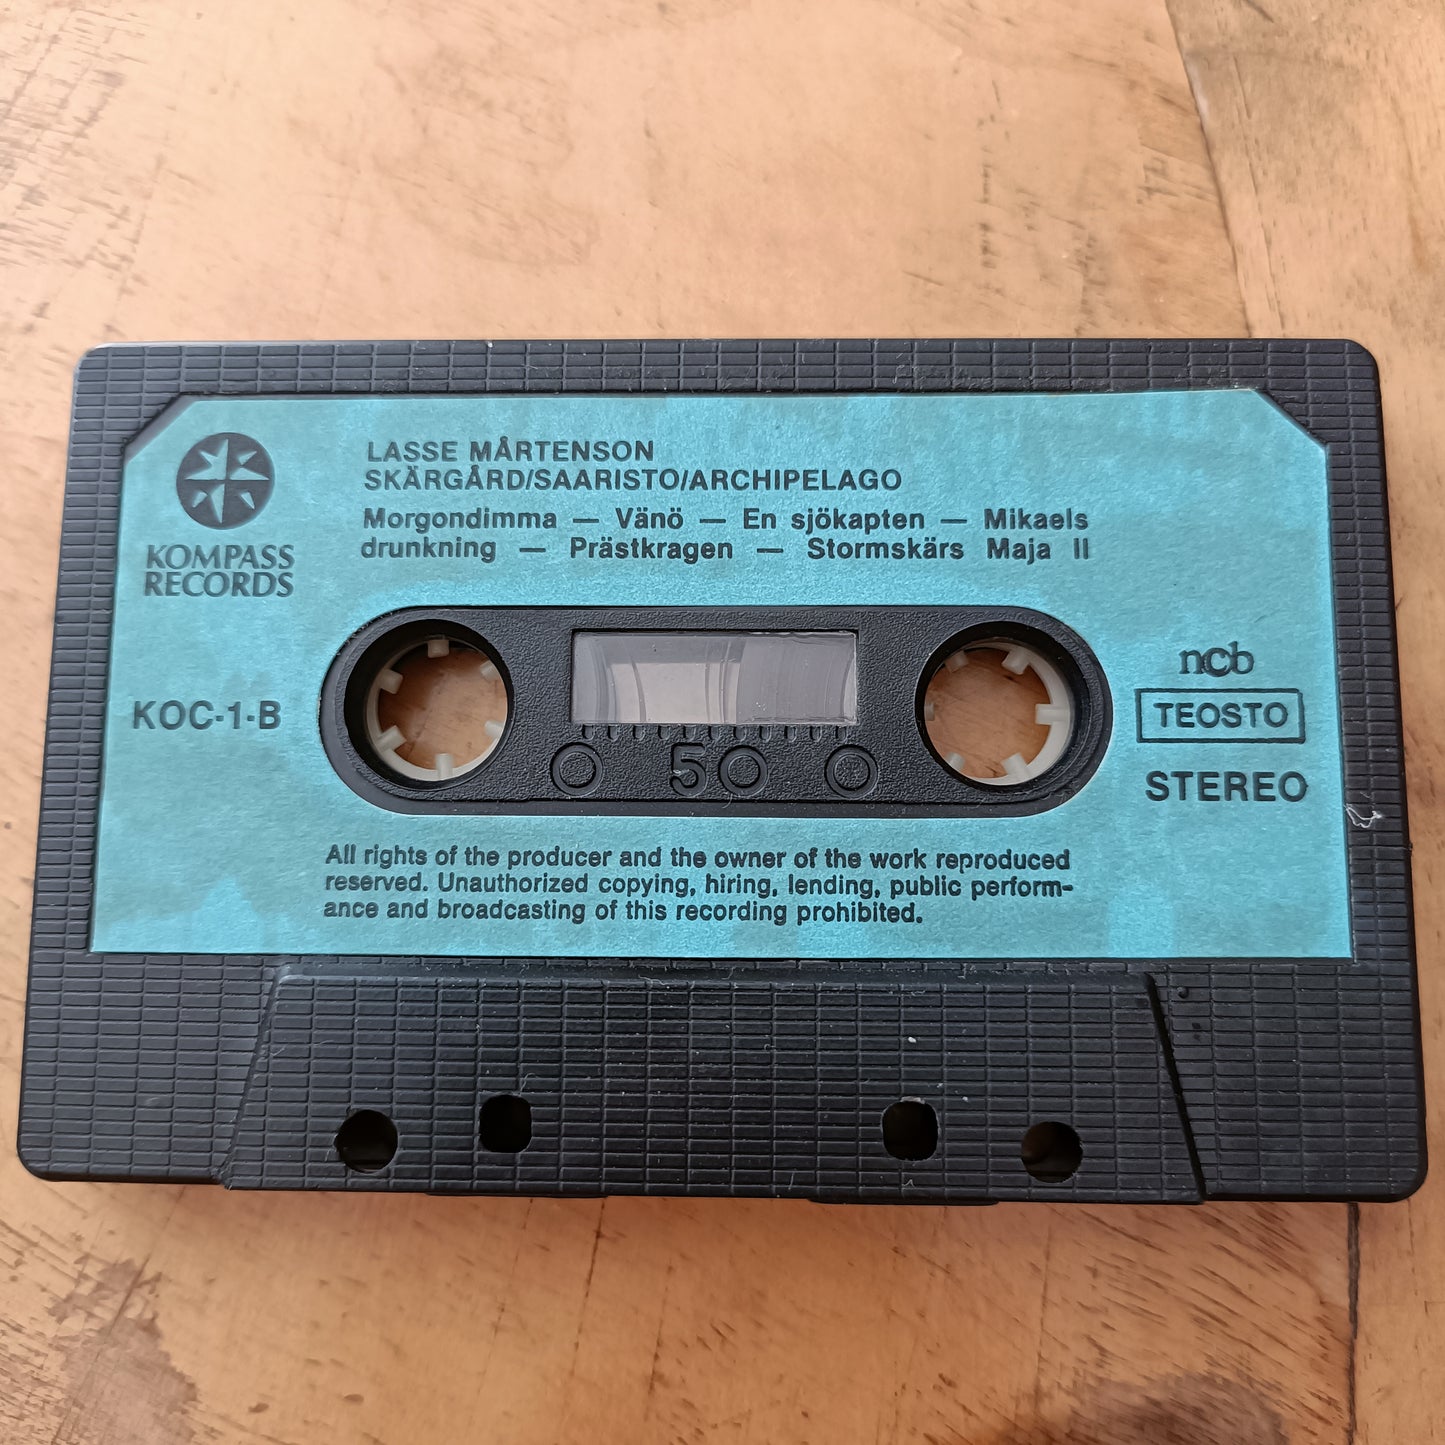 LASSE MÅRTENSON
SKÄRGÅRD/SAARISTO/ARCHIPELAGO
Morgondimma — Vänö — En sjökapten — Mikaels
drunkning — Prästkragen — Stormskärs Maja II
KOMPASS
RECORDS
KOC-1-B
50
ncb
TEOSTO
STEREO
All rights of the producer and the owner of the work reproduced
reserved. Unauthorized copying, hiring, lending, public perform-
ance and broadcasting of this recording prohibited.